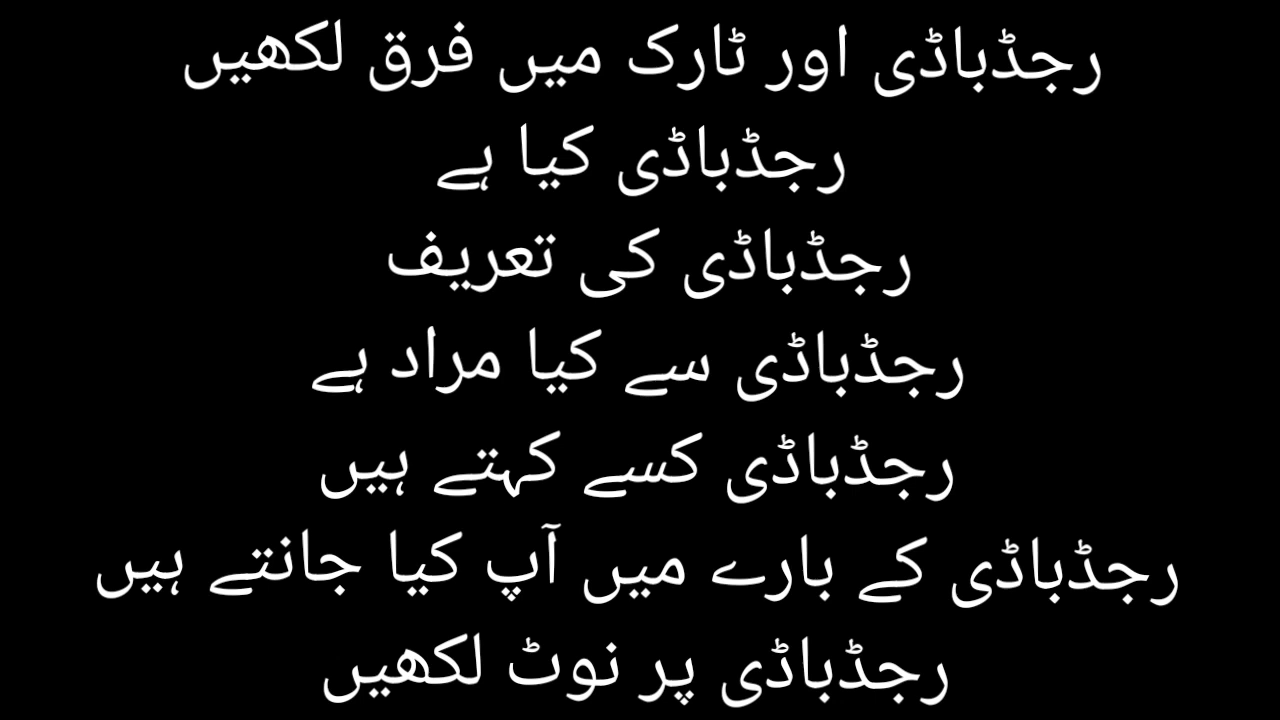 رجڈباڈی اور ٹارک میں فرق لکھیں
رجڈباڈی کیا ہے
رجڈباڈی کی تعریف
رجڈباڈی سے کیا مراد ہے
رجڈباڈی کسے کہتے ہیں
رجڈباڈی کے بارے میں آپ کیا جانتے ہیں
رجڈباڈی پر نوٹ لکھیں